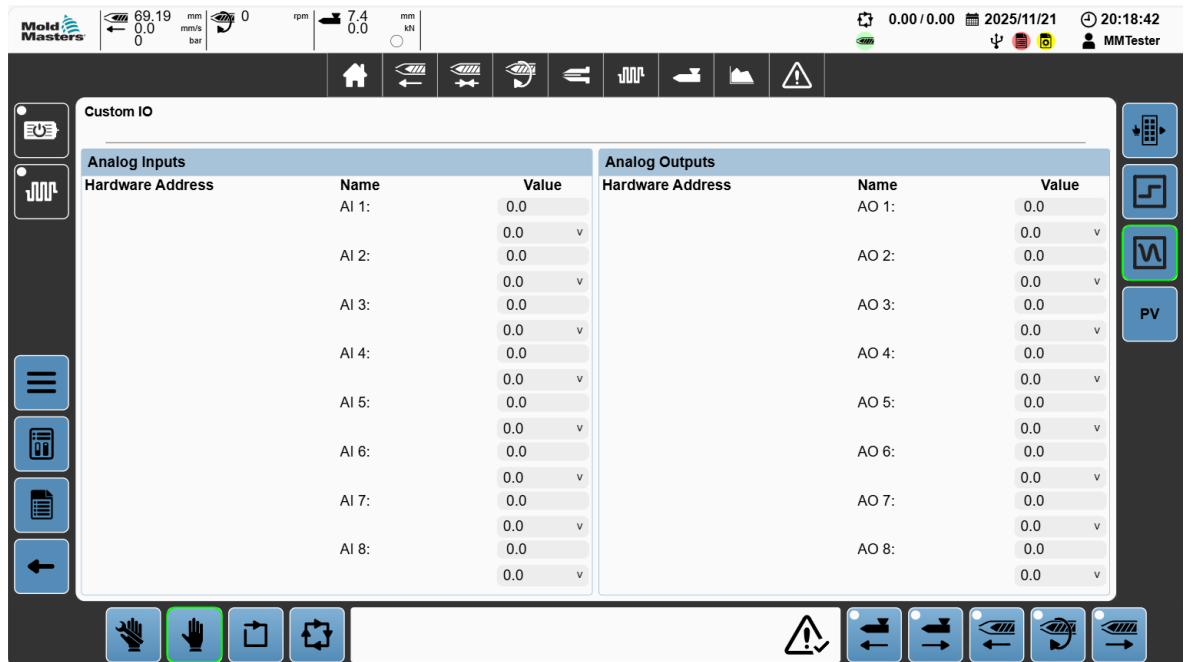 Mold
Masters
69.19 mm
0.0 mm/s
0 bar
0 rpm
7.4 mm
0.0 kN
0.00 / 0.00
2025/11/21
20:18:42
MMTester
Custom IO
Analog Inputs
Hardware Address Name Value
AI 1: 0.0
0.0 v
AI 2: 0.0
0.0 v
AI 3: 0.0
0.0 v
AI 4: 0.0
0.0 v
AI 5: 0.0
0.0 v
AI 6: 0.0
0.0 v
AI 7: 0.0
0.0 v
AI 8: 0.0
0.0 v
Analog Outputs
Hardware Address Name Value
AO 1: 0.0
0.0 v
AO 2: 0.0
0.0 v
AO 3: 0.0
0.0 v
AO 4: 0.0
0.0 v
AO 5: 0.0
0.0 v
AO 6: 0.0
0.0 v
AO 7: 0.0
0.0 v
AO 8: 0.0
0.0 v
PV